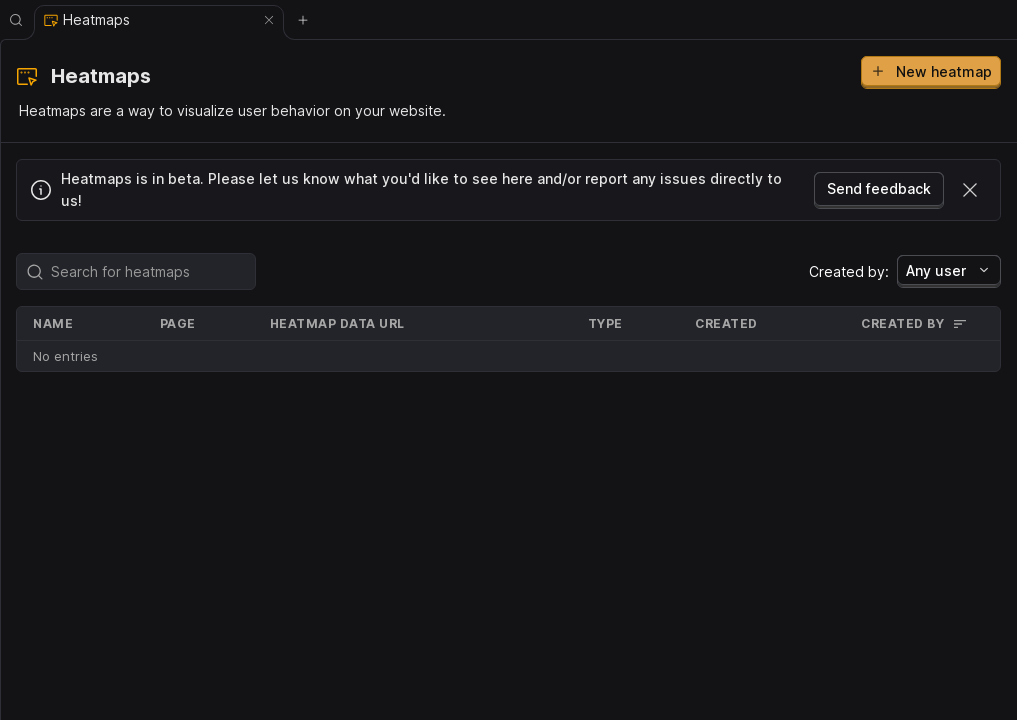 Heatmaps
Heatmaps
New heatmap
Heatmaps are a way to visualize user behavior on your website.
Heatmaps is in beta. Please let us know what you'd like to see here and/or report any issues directly to
us!
Send feedback
Search for heatmaps
Created by:
Any user
NAME PAGE HEATMAP DATA URL TYPE CREATED CREATED BY
No entries